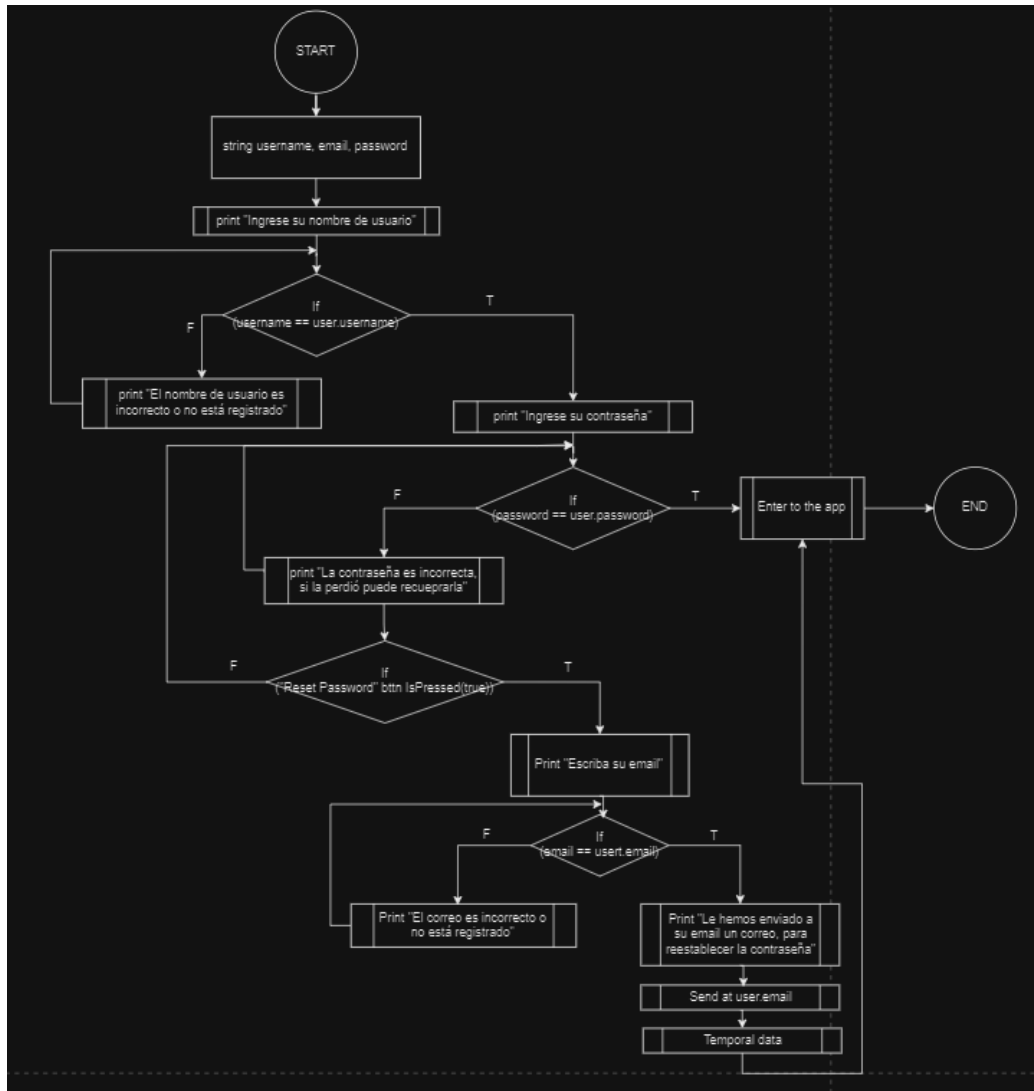 START
string username, email, password
print "Ingrese su nombre de usuario"
If
(username == user.username)
F
T
print "El nombre de usuario es
incorrecto o no está registrado"
print "Ingrese su contraseña"
If
(password == user.password)
F
T
Enter to the app
END
print "La contraseña es incorrecta,
si la perdió puede recueprarla"
If
("Reset Password" bttn IsPressed(true))
F
T
Print "Escriba su email"
If
(email == usert.email)
F
T
Print "El correo es incorrecto o
no está registrado"
Print "Le hemos enviado a
su email un correo, para
reestablecer la contraseña"
Send at user.email
Temporal data